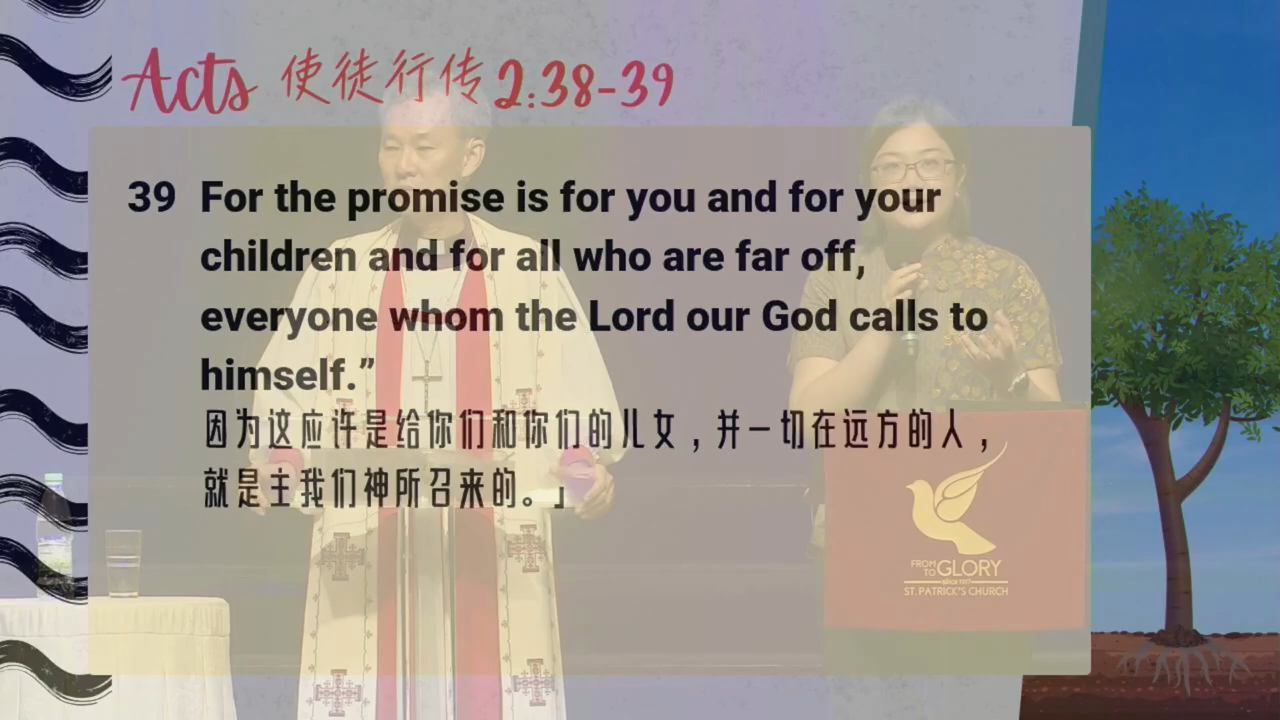 Acts 使徒行传 2:38-39
39 For the promise is for you and for your
children and for all who are far off,
everyone whom the Lord our God calls to
himself.”
因为这应许是给你们和你们的儿女，并一切在远方的人，
就是主我们神所召来的。」
FROM
TO GLORY
since 1917
ST. PATRICK'S CHURCH